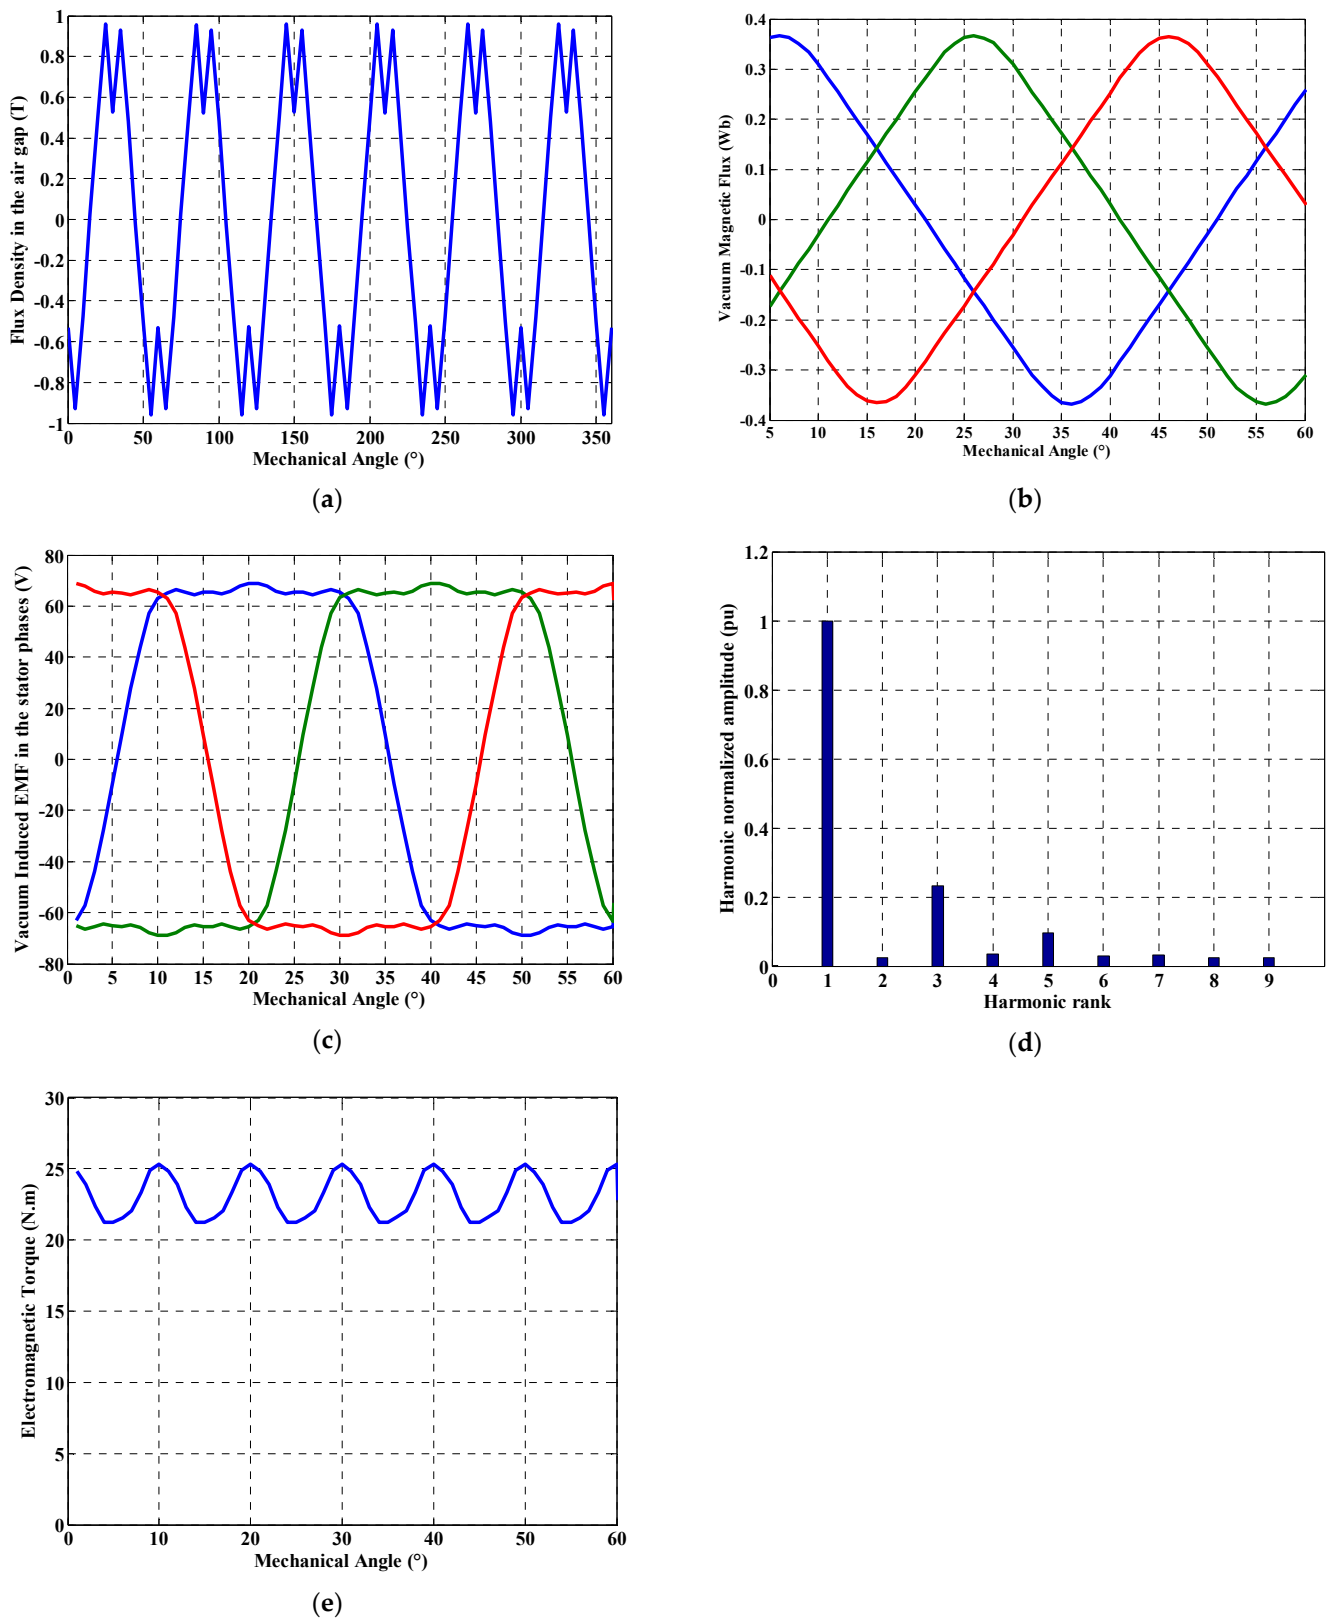 Flux Density in the air gap (T)
1
0.8
0.6
0.4
0.2
0
-0.2
-0.4
-0.6
-0.8
-1
0 50 100 150 200 250 300 350
Mechanical Angle (°)
(a)
Vacuum Magnetic Flux (Wb)
0.4
0.3
0.2
0.1
0
-0.1
-0.2
-0.3
-0.4
5 10 15 20 25 30 35 40 45 50 55 60
Mechanical Angle (°)
(b)
Vacuum Induced EMF in the stator phases (V)
80
60
40
20
0
-20
-40
-60
-80
0 5 10 15 20 25 30 35 40 45 50 55 60
Mechanical Angle (°)
(c)
Harmonic normalized amplitude (pu)
1.2
1
0.8
0.6
0.4
0.2
0
0 1 2 3 4 5 6 7 8 9
Harmonic rank
(d)
Electromagnetic Torque (N.m)
30
25
20
15
10
5
0
0 10 20 30 40 50 60
Mechanical Angle (°)
(e)